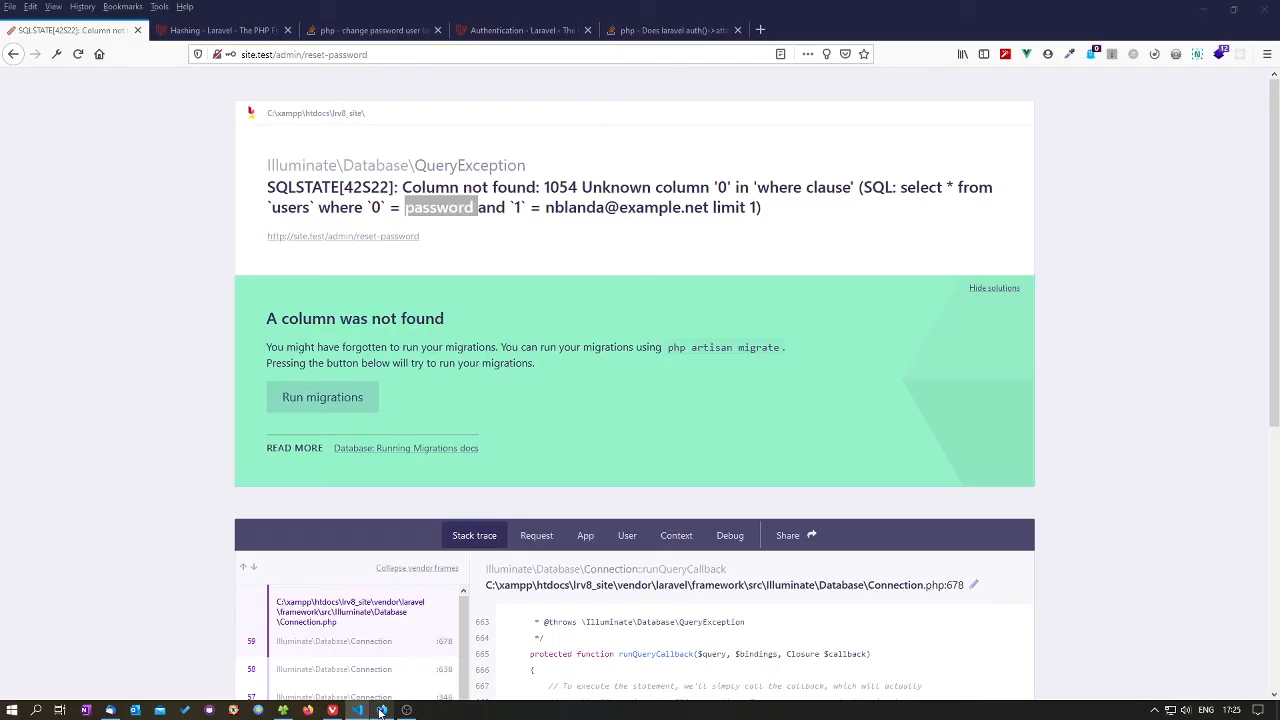 File Edit View History Bookmarks Tools Help
SQLSTATE[42S22]: Column not f
Hashing - Laravel - The PHP Fr
php - change password user la
Authentication - Laravel - The
php - Does laravel auth()->atte
site.test/admin/reset-password
0
12
C:\xampp\htdocs\lrv8_site\
Illuminate\Database\QueryException
SQLSTATE[42S22]: Column not found: 1054 Unknown column '0' in 'where clause' (SQL: select * from
`users` where `0` = password and `1` = nblanda@example.net limit 1)
http://site.test/admin/reset-password
Hide solutions
A column was not found
You might have forgotten to run your migrations. You can run your migrations using php artisan migrate.
Pressing the button below will try to run your migrations.
Run migrations
READ MORE Database: Running Migrations docs
Stack trace Request App User Context Debug Share
Collapse vendor frames
Illuminate\Database\Connection::runQueryCallback
C:\xampp\htdocs\lrv8_site\vendor\laravel\framework\src\Illuminate\Database\Connection.php:678
C:\xampp\htdocs\lrv8_site\vendor\laravel
\framework\src\Illuminate\Database
\Connection.php
59 Illuminate\Database\Connection :678
58 Illuminate\Database\Connection :638
57 Illuminate\Database\Connection :346
663 * @throws \Illuminate\Database\QueryException
664 */
665 protected function runQueryCallback($query, $bindings, Closure $callback)
666 {
667 // To execute the statement, we'll simply call the callback, which will actually
ENG 17:25